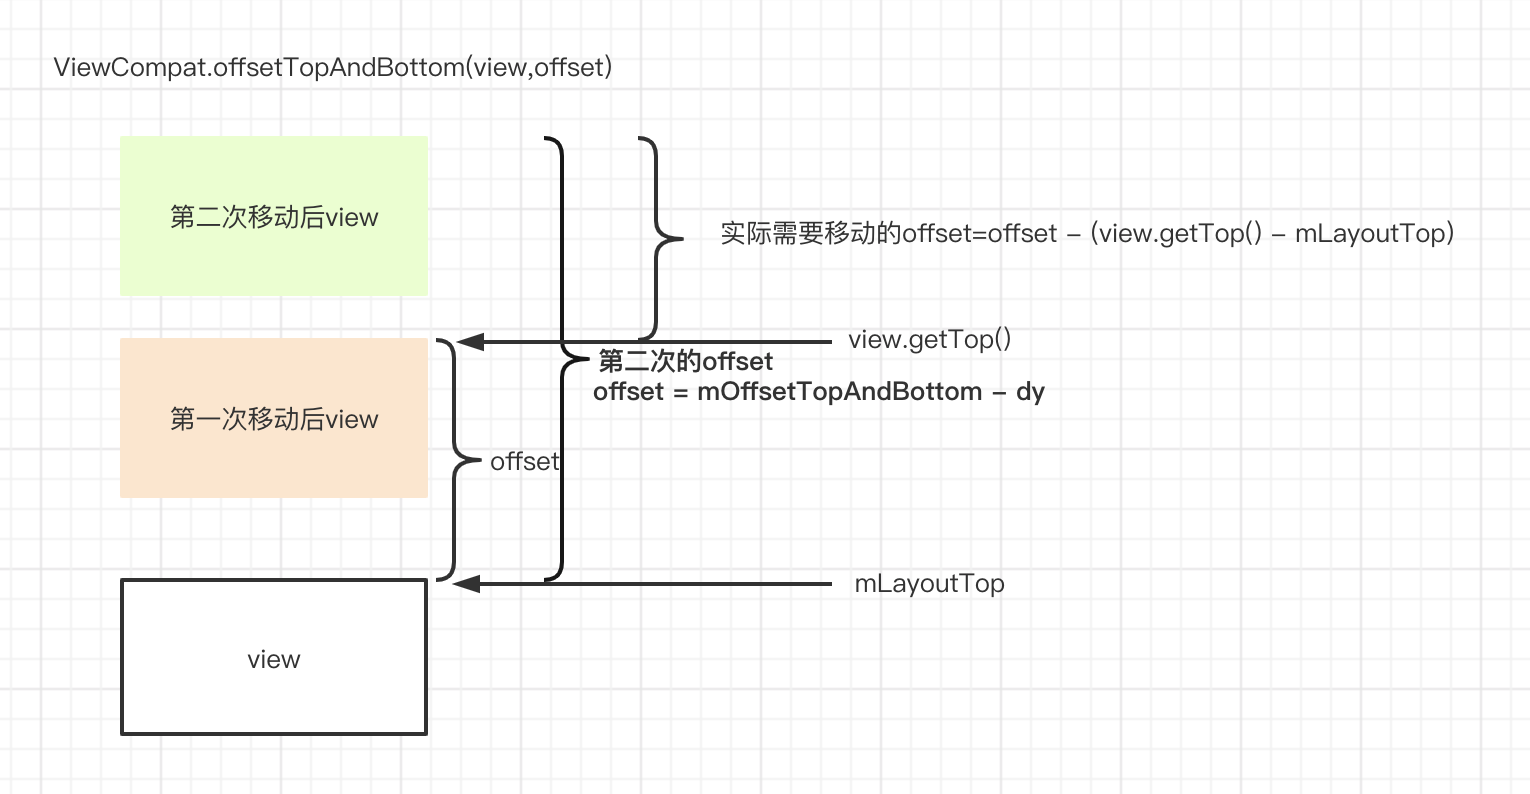 ViewCompat.offsetTopAndBottom(view,offset)
第二次移动后view
实际需要移动的offset=offset - (view.getTop() - mLayoutTop)
view.getTop()
第二次的offset
offset = mOffsetTopAndBottom - dy
第一次移动后view
offset
mLayoutTop
view